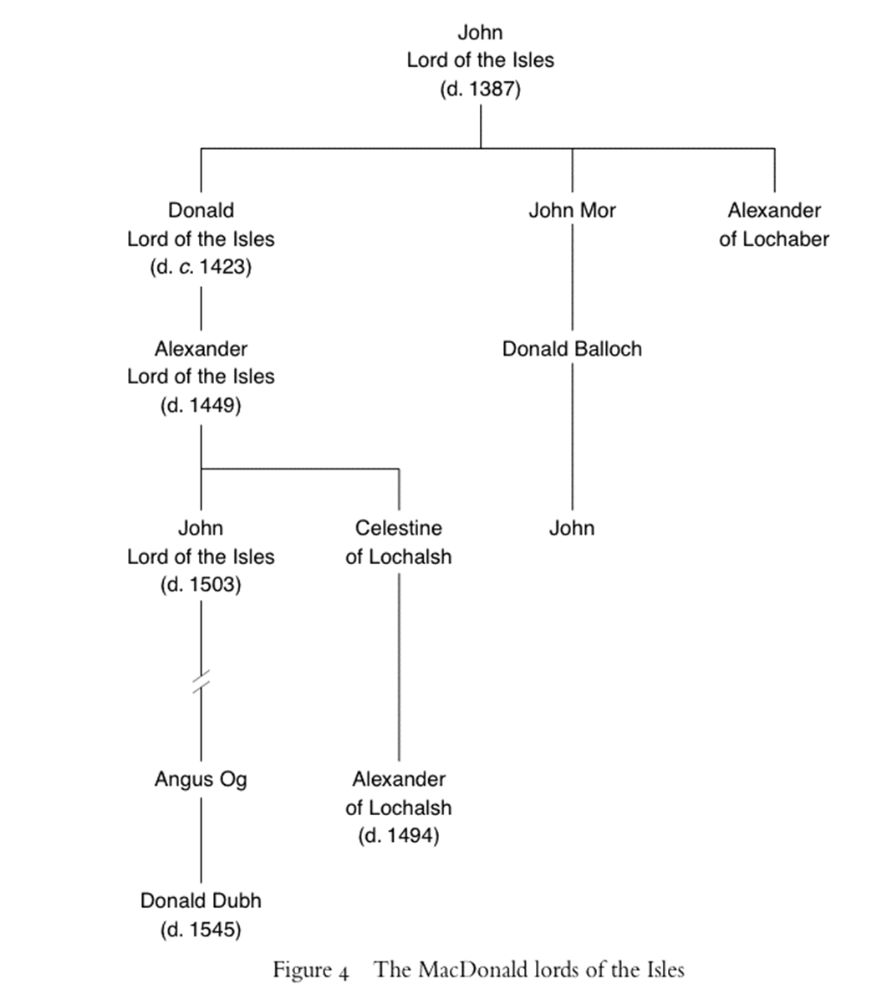 John
Lord of the Isles
(d. 1387)
Donald
Lord of the Isles
(d. c. 1423)
John Mor
Alexander
of Lochaber
Alexander
Lord of the Isles
(d. 1449)
Donald Balloch
John
Lord of the Isles
(d. 1503)
Celestine
of Lochalsh
John
Angus Og
Alexander
of Lochalsh
(d. 1494)
Donald Dubh
(d. 1545)
Figure 4 The MacDonald lords of the Isles